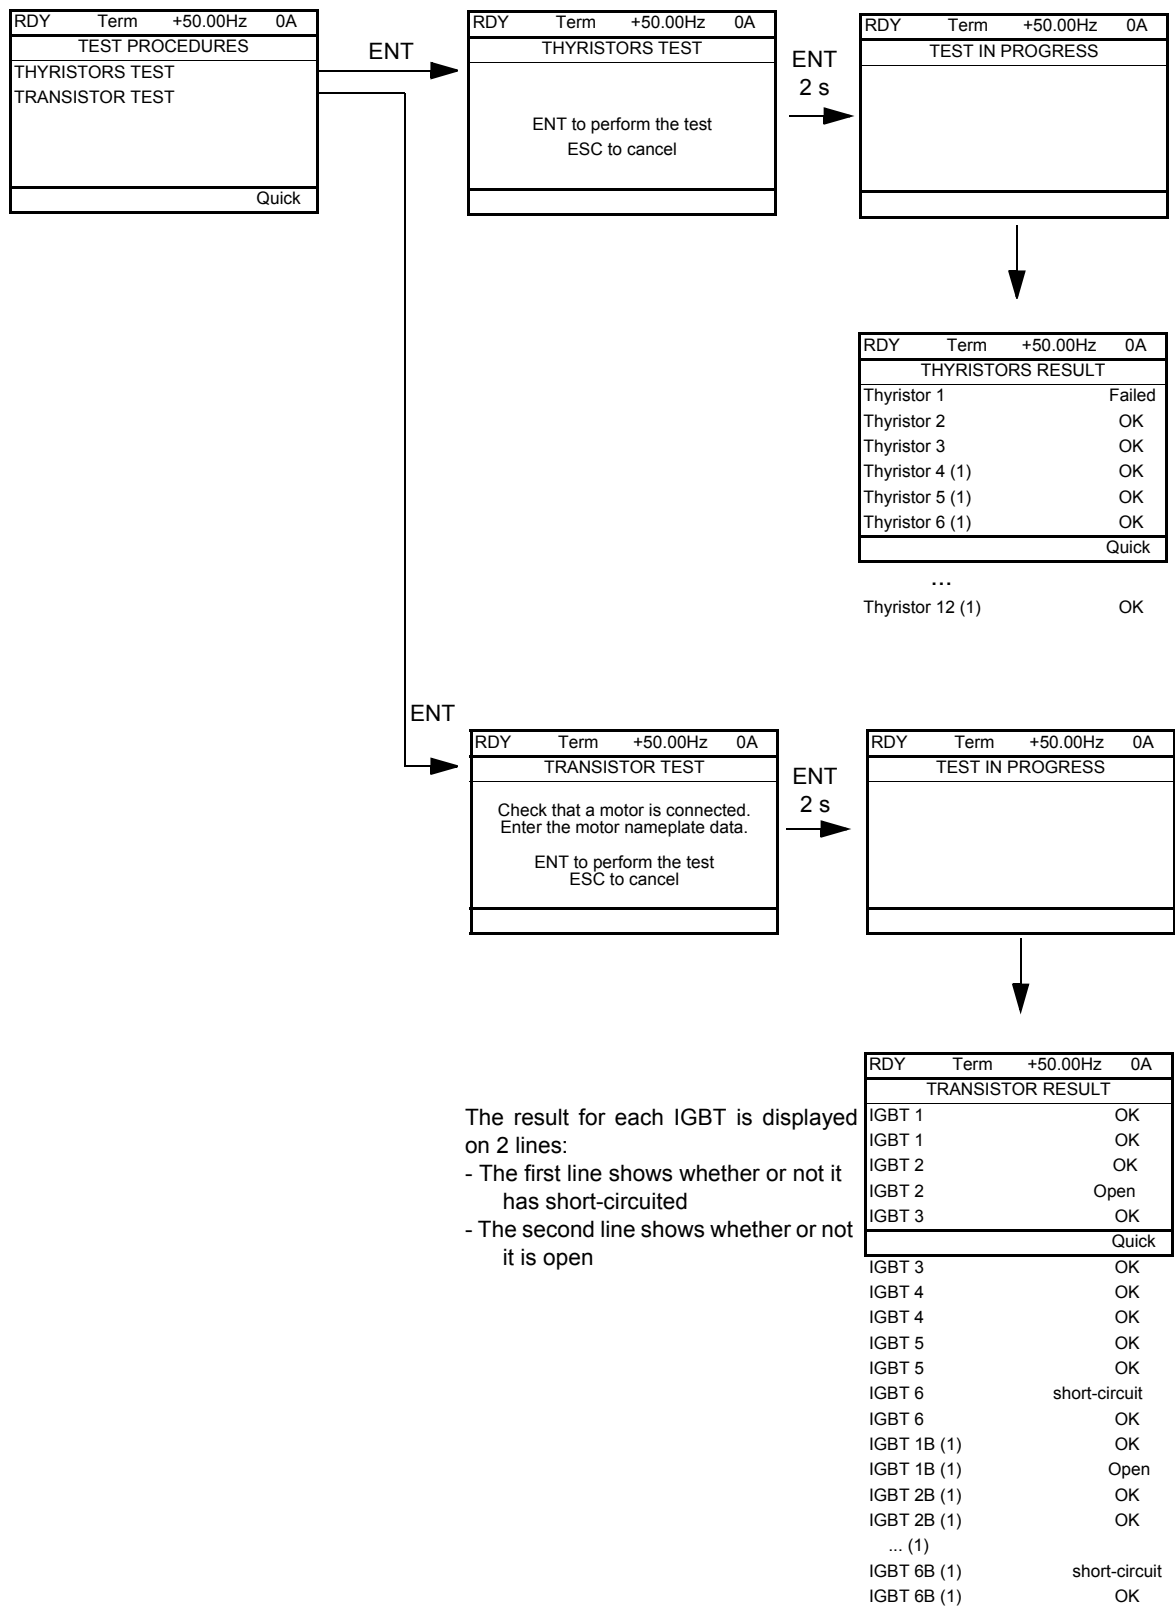 RDY Term +50.00Hz 0A
TEST PROCEDURES
THYRISTORS TEST
TRANSISTOR TEST
Quick
ENT
RDY Term +50.00Hz 0A
THYRISTORS TEST
ENT to perform the test
ESC to cancel
ENT
2 s
RDY Term +50.00Hz 0A
TEST IN PROGRESS
RDY Term +50.00Hz 0A
THYRISTORS RESULT
Thyristor 1 Failed
Thyristor 2 OK
Thyristor 3 OK
Thyristor 4 (1) OK
Thyristor 5 (1) OK
Thyristor 6 (1) OK
Quick
...
Thyristor 12 (1) OK
ENT
RDY Term +50.00Hz 0A
TRANSISTOR TEST
Check that a motor is connected.
Enter the motor nameplate data.
ENT to perform the test
ESC to cancel
ENT
2 s
RDY Term +50.00Hz 0A
TEST IN PROGRESS
The result for each IGBT is displayed
on 2 lines:
- The first line shows whether or not it
has short-circuited
- The second line shows whether or not
it is open
RDY Term +50.00Hz 0A
TRANSISTOR RESULT
IGBT 1 OK
IGBT 1 OK
IGBT 2 OK
IGBT 2 Open
IGBT 3 OK
Quick
IGBT 3 OK
IGBT 4 OK
IGBT 4 OK
IGBT 5 OK
IGBT 5 OK
IGBT 6 short-circuit
IGBT 6 OK
IGBT 1B (1) OK
IGBT 1B (1) Open
IGBT 2B (1) OK
IGBT 2B (1) OK
... (1)
IGBT 6B (1) short-circuit
IGBT 6B (1) OK